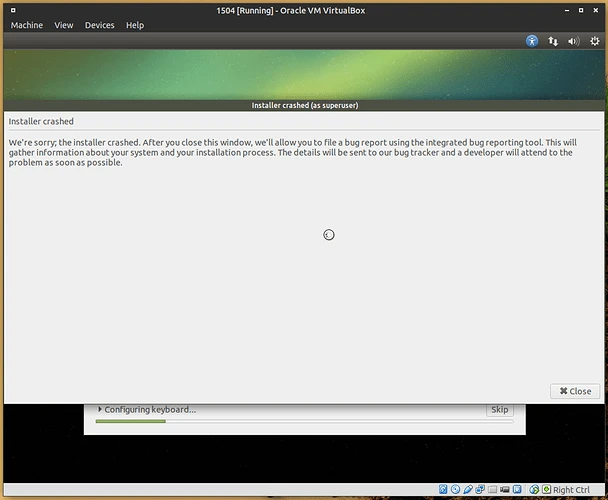 1504 [Running] - Oracle VM VirtualBox
Machine View Devices Help
Installer crashed (as superuser)
Installer crashed
We're sorry; the installer crashed. After you close this window, we'll allow you to file a bug report using the integrated bug reporting tool. This will
gather information about your system and your installation process. The details will be sent to our bug tracker and a developer will attend to the
problem as soon as possible.
Close
Configuring keyboard...
Skip
Right Ctrl